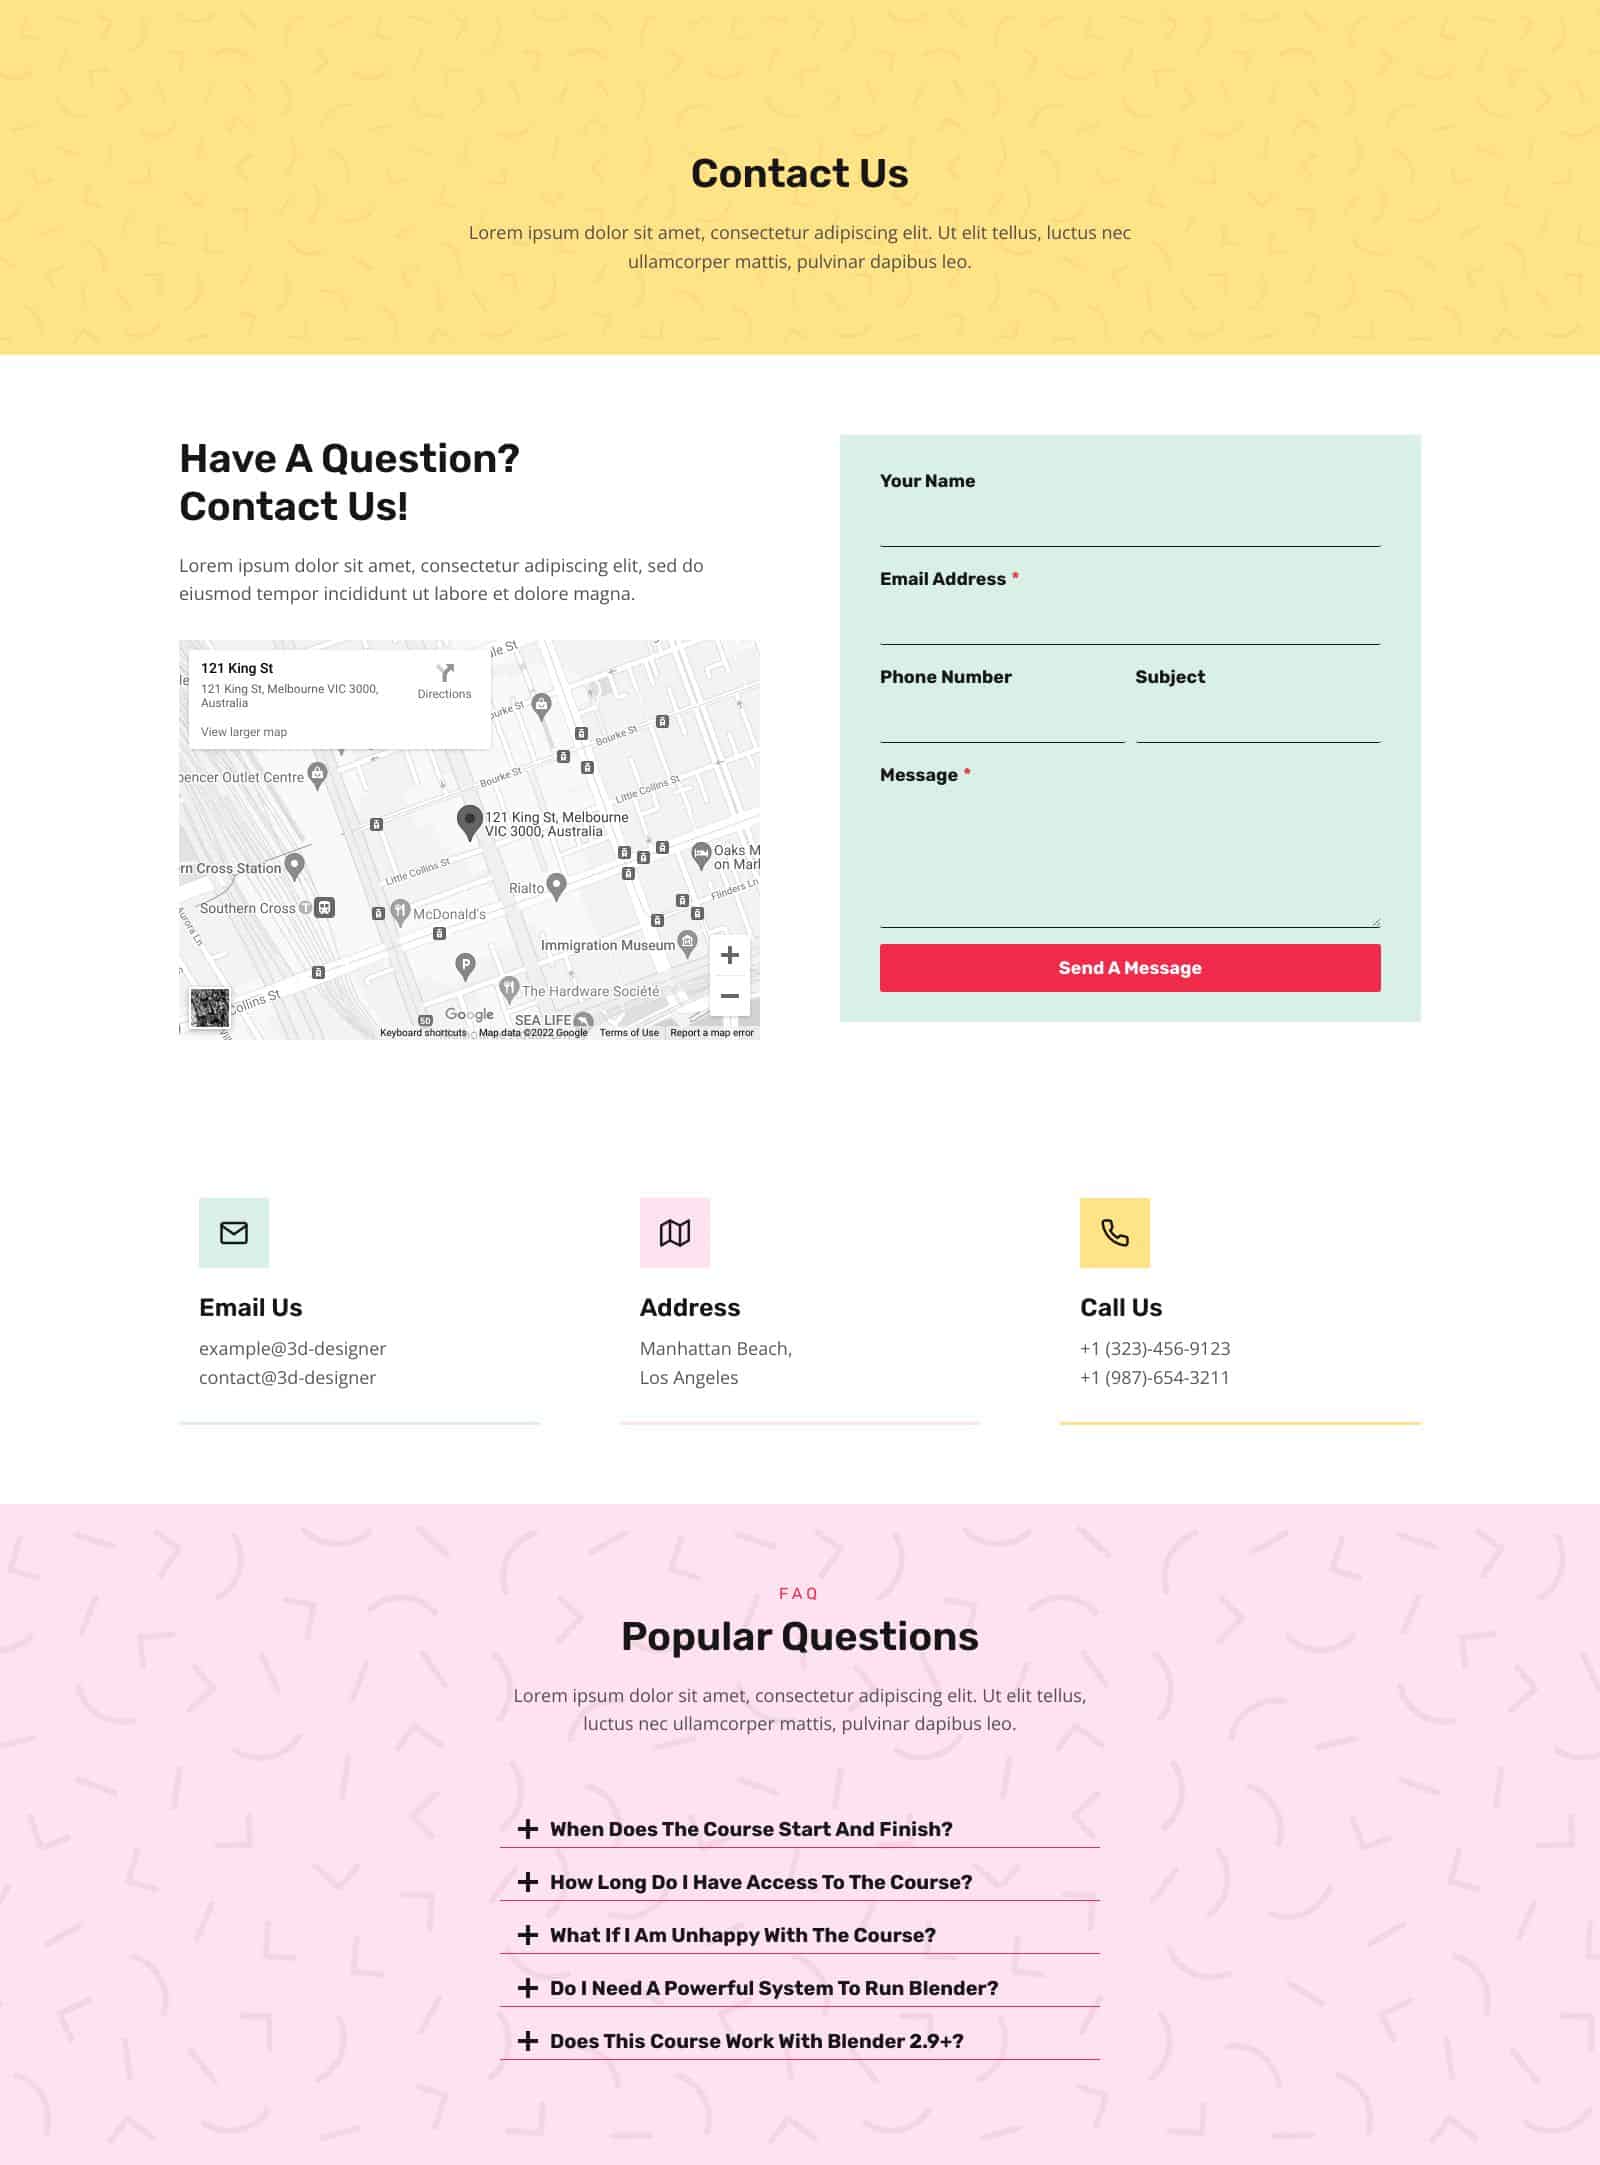 Contact Us
Lorem ipsum dolor sit amet, consectetur adipiscing elit. Ut elit tellus, luctus nec
ullamcorper mattis, pulvinar dapibus leo.
Have A Question?
Contact Us!
Lorem ipsum dolor sit amet, consectetur adipiscing elit, sed do
eiusmod tempor incididunt ut labore et dolore magna.
121 King St
121 King St, Melbourne VIC 3000,
Australia
Directions
View larger map
Bourke St
Bourke St
Little Collins St
121 King St, Melbourne
VIC 3000, Australia
Oaks M
on Mar
Little Collins St
Rialto
Flinders Ln
Southern Cross
McDonald's
Immigration Museum
P
The Hardware Société
Collins St
Google
50
SEA LIFE
Keyboard shortcuts
Map data ©2022 Google
Terms of Use
Report a map error
Your Name
Email Address *
Phone Number
Subject
Message *
Send A Message
Email Us
example@3d-designer
contact@3d-designer
Address
Manhattan Beach,
Los Angeles
Call Us
+1 (323)-456-9123
+1 (987)-654-3211
FAQ
Popular Questions
Lorem ipsum dolor sit amet, consectetur adipiscing elit. Ut elit tellus,
luctus nec ullamcorper mattis, pulvinar dapibus leo.
When Does The Course Start And Finish?
How Long Do I Have Access To The Course?
What If I Am Unhappy With The Course?
Do I Need A Powerful System To Run Blender?
Does This Course Work With Blender 2.9+?